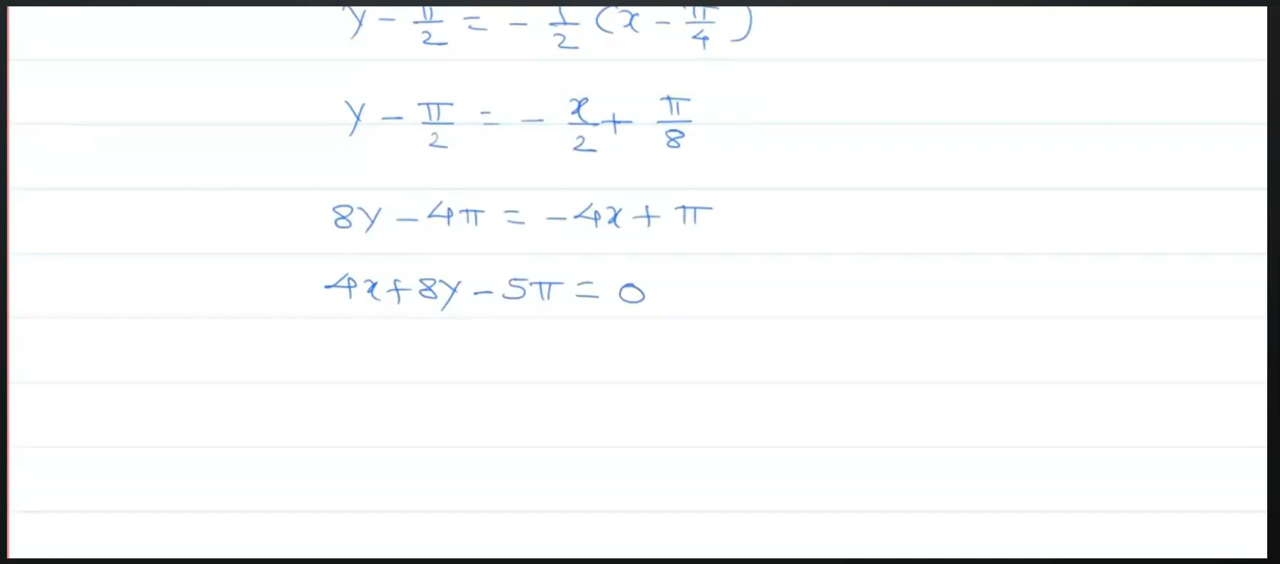 y - π/2 = - 1/2 (x - π/4)
y - π/2 = - x/2 + π/8
8y - 4π = -4x + π
4x + 8y - 5π = 0